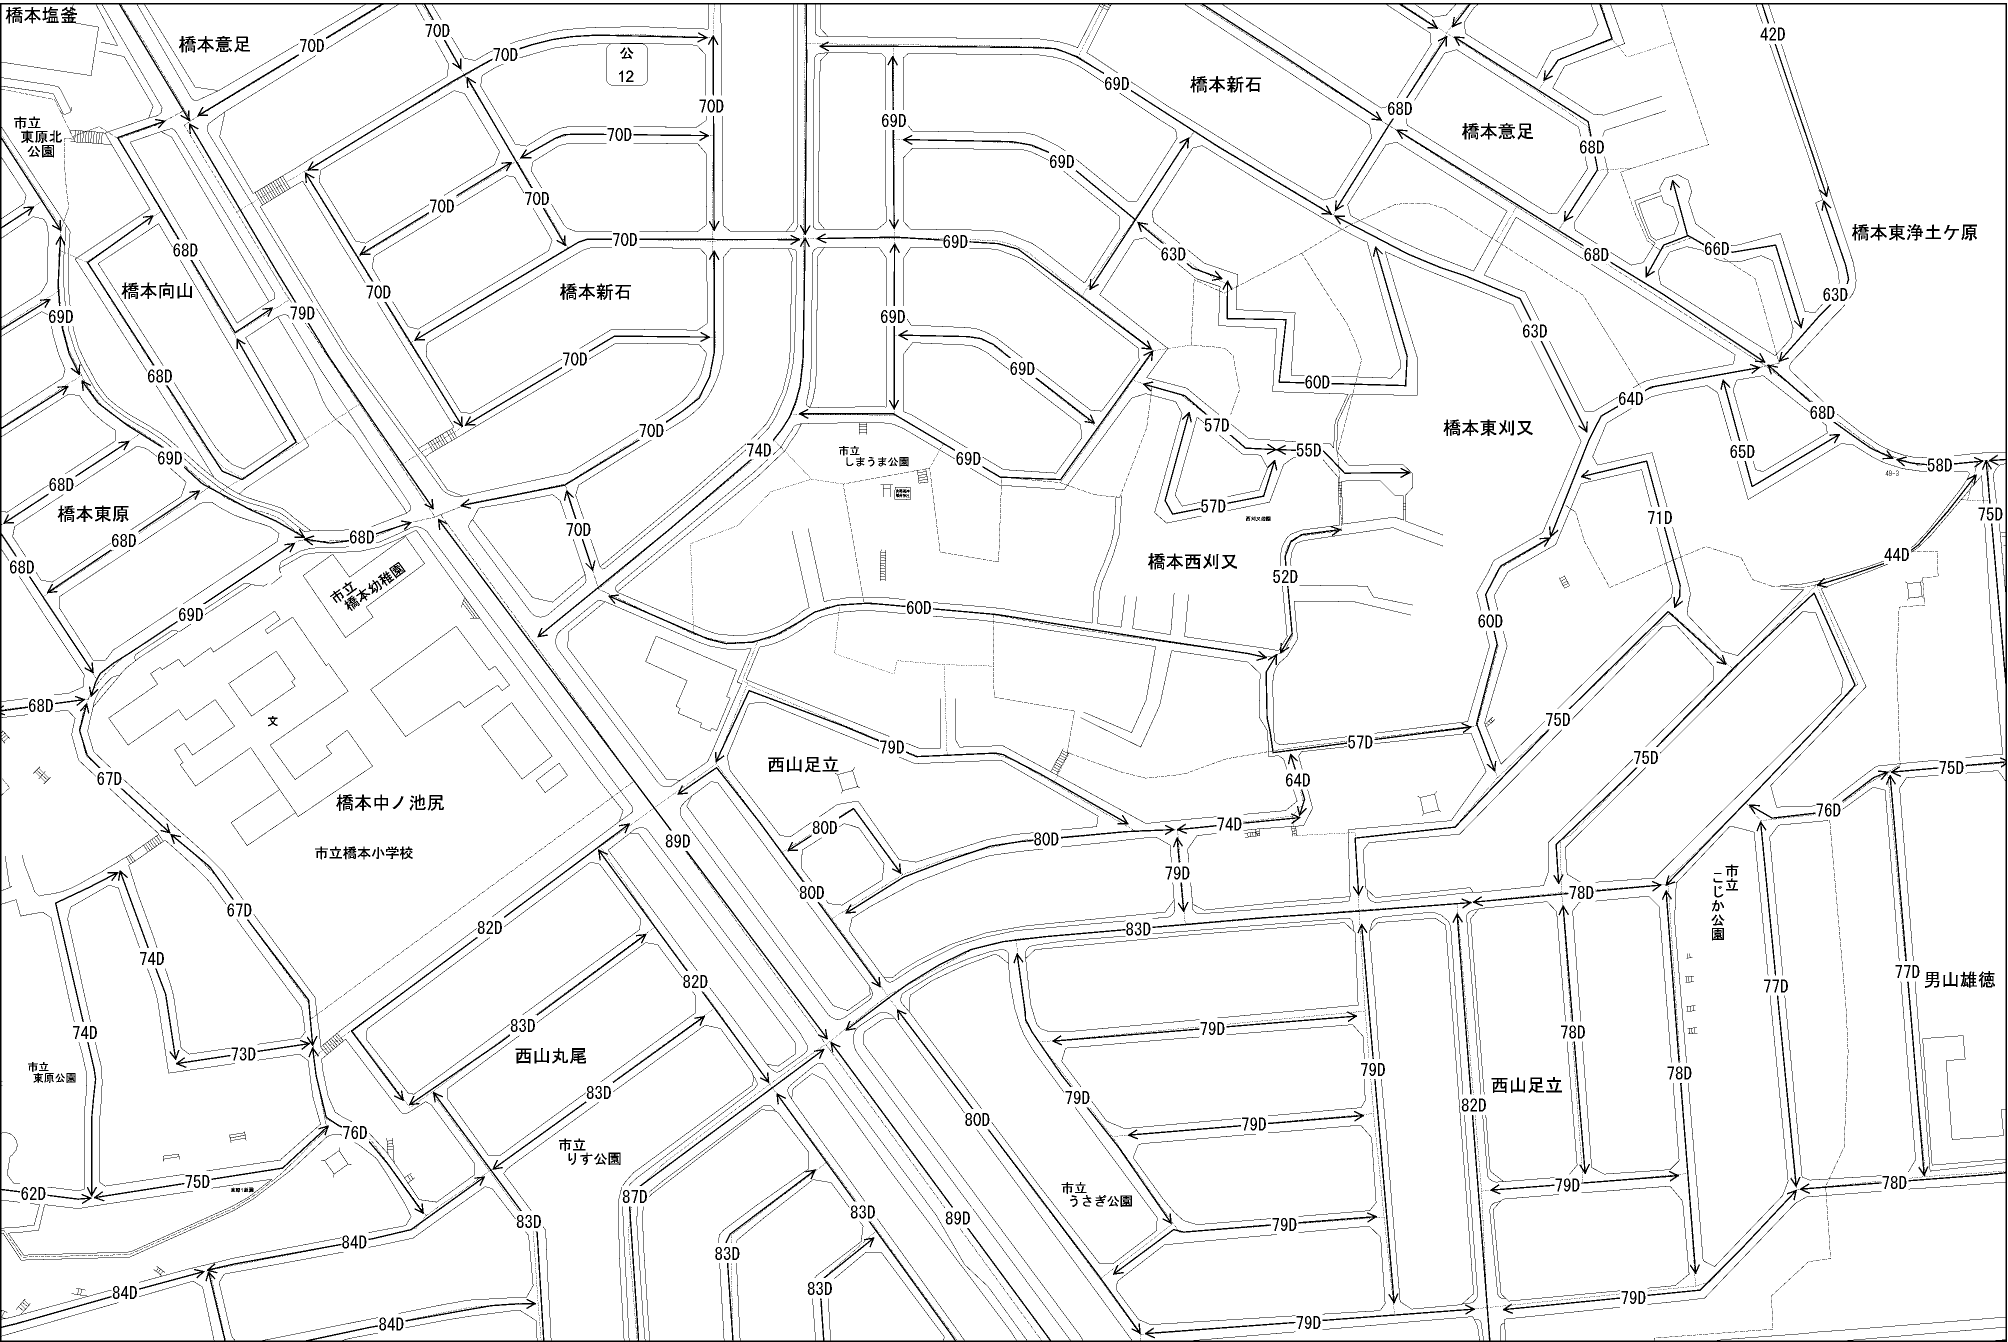 橋本塩釜
橋本意足
70D
70D
70D
公
12
42D
69D
橋本新石
70D
68D
橋本意足
69D
市立
東原北
公園
70D
68D
69D
70D
70D
橋本東浄土ケ原
68D
70D
69D
66D
63D
68D
橋本向山
70D
橋本新石
63D
79D
69D
69D
63D
70D
69D
68D
60D
64D
68D
57D
橋本東刈又
70D
74D
市立
しまうま公園
69D
55D
65D
69D
58D
49-3
68D
橋本東原
57D
71D
75D
70D
68D
68D
44D
68D
橋本西刈又
市立
橋本幼稚園
52D
69D
60D
60D
68D
文
75D
57D
79D
75D
西山足立
67D
64D
75D
橋本中ノ池尻
76D
80D
74D
89D
80D
市立橋本小学校
79D
80D
78D
市立
こじか公園
67D
82D
83D
74D
82D
77D
男山雄徳
77D
83D
79D
74D
78D
73D
西山丸尾
79D
78D
市立
東原公園
83D
79D
西山足立
82D
80D
79D
76D
市立
りす公園
75D
62D
87D
市立
うさぎ公園
79D
78D
83D
83D
89D
79D
84D
83D
84D
83D
79D
79D
84D